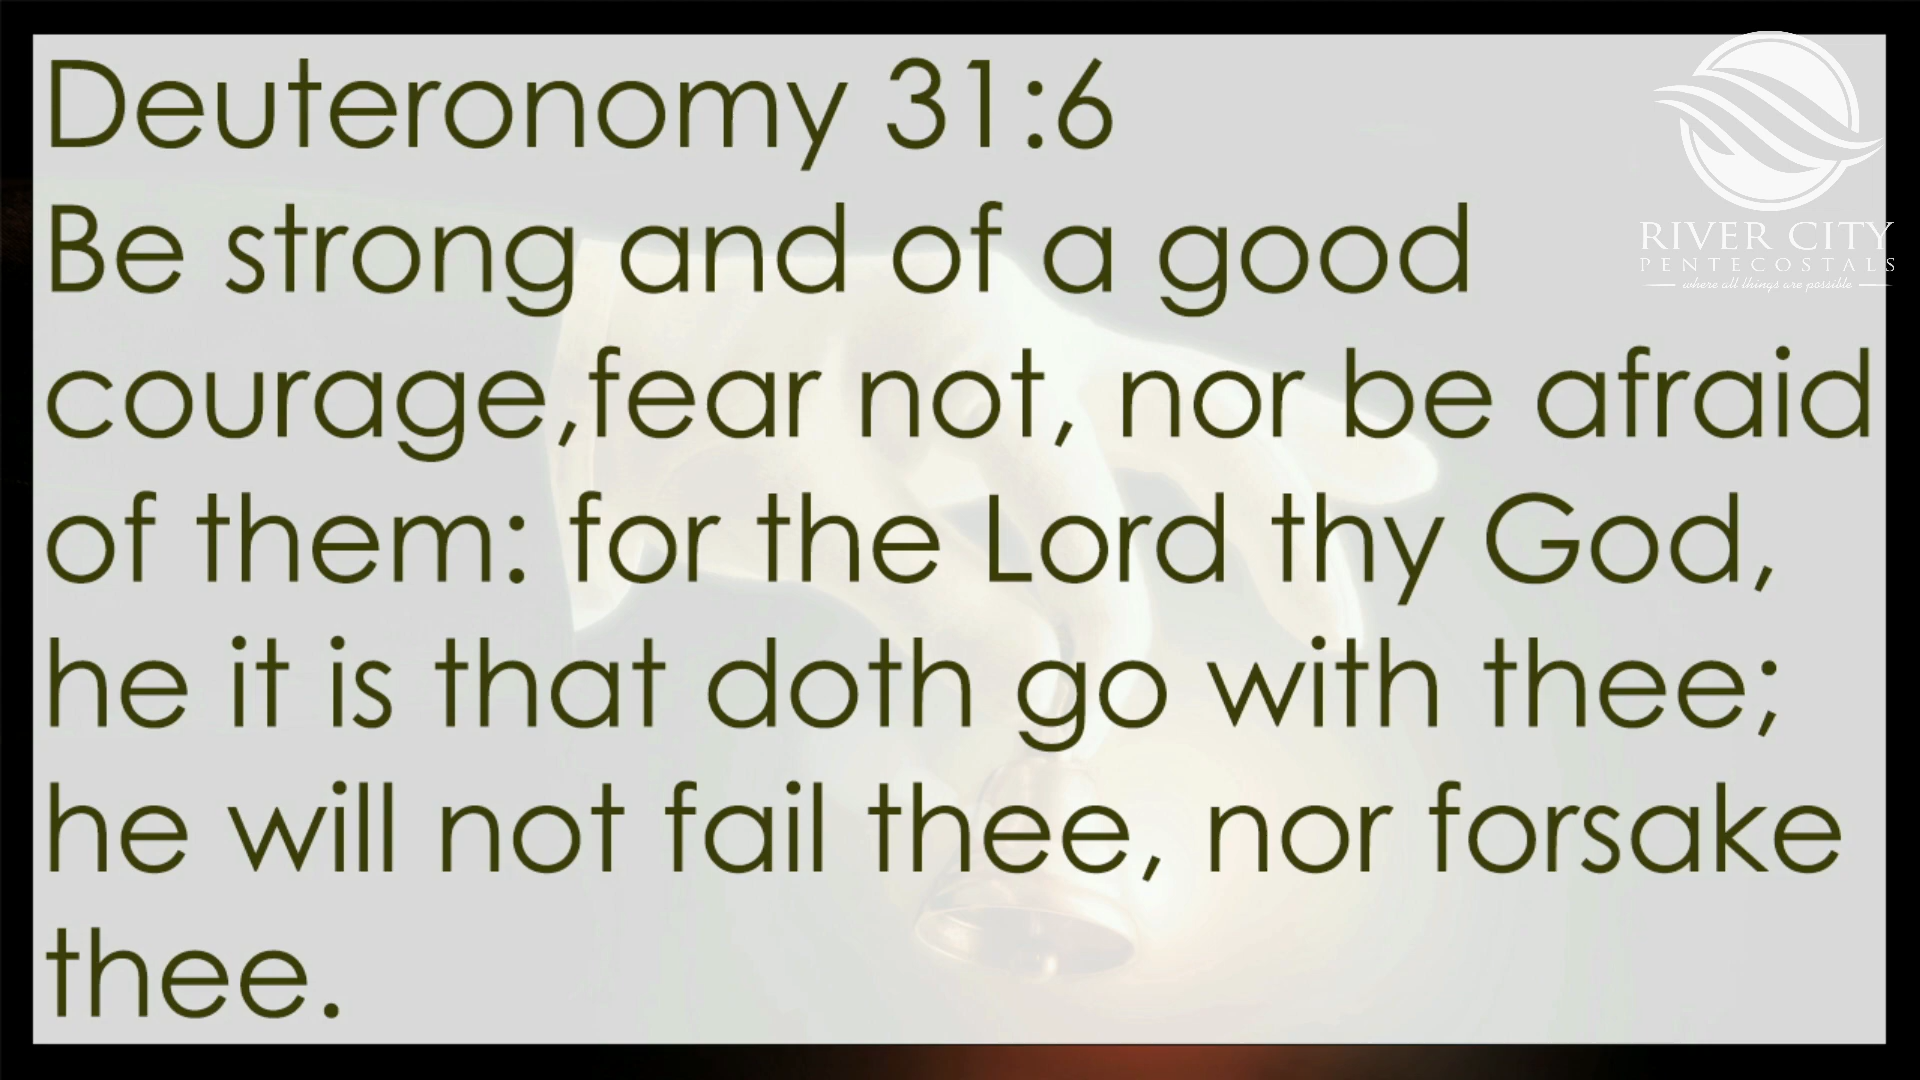 Deuteronomy 31:6
Be strong and of a good
courage,fear not, nor be afraid
of them: for the Lord thy God,
he it is that doth go with thee;
he will not fail thee, nor forsake
thee.
RIVER CITY
PENTECOSTALS
where all things are possible